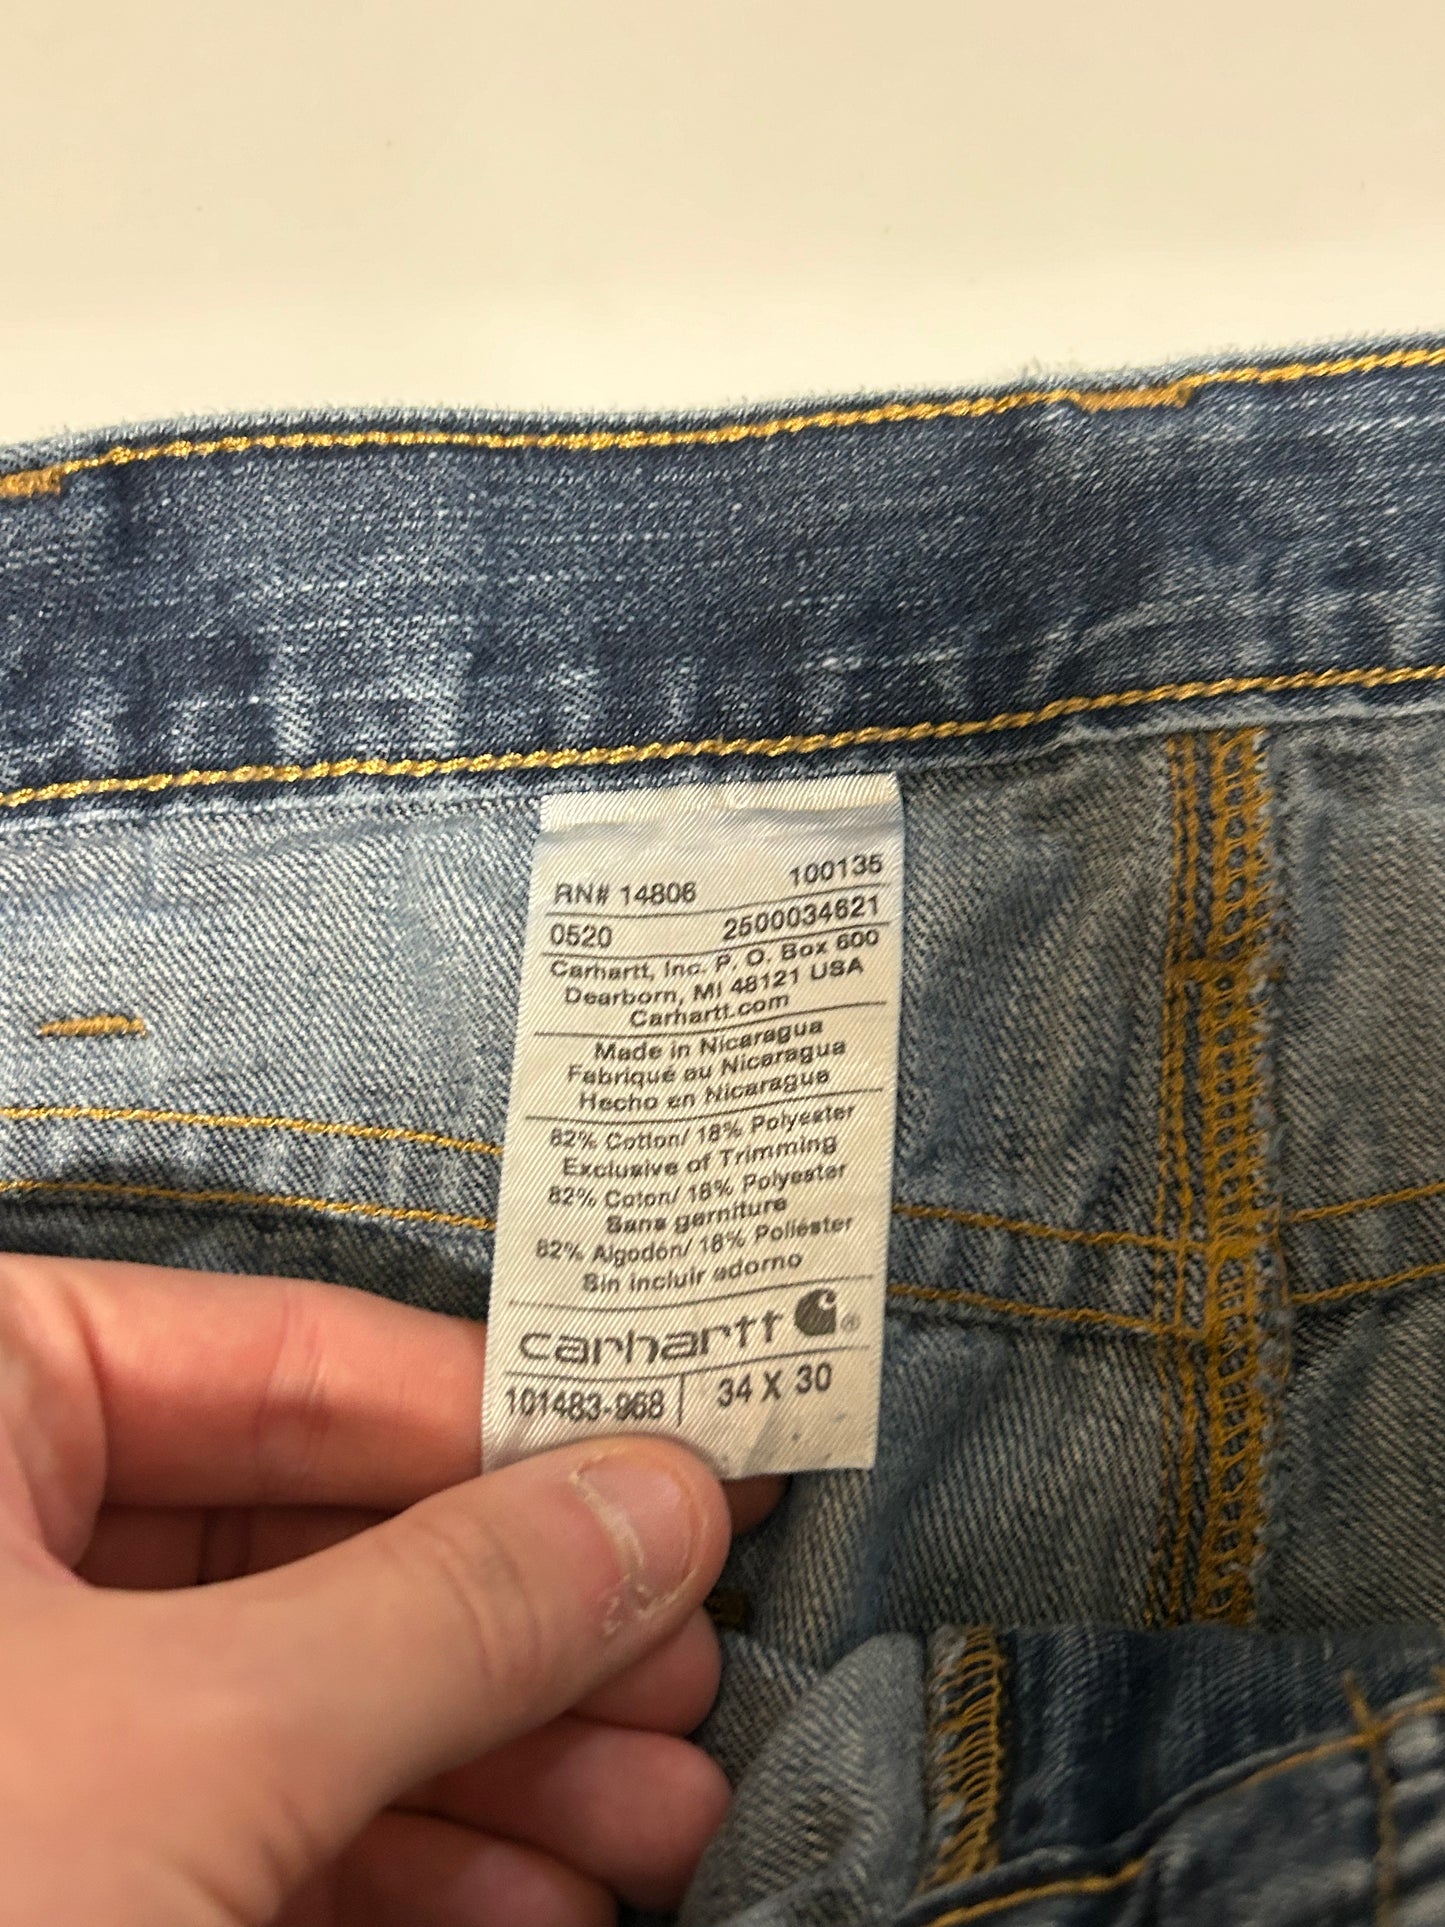 RN# 14806 100135
0520 2500034621
Carhartt, Inc. P. O. Box 600
Dearborn, MI 48121 USA
Carhartt.com
Made in Nicaragua
Fabriqué au Nicaragua
Hecho en Nicaragua
82% Cotton/ 18% Polyester
Exclusive of Trimming
82% Coton/ 18% Polyester
Sans garniture
82% Algodón/ 18% Poliéster
Sin incluir adorno
carhartt ®
101483-968 34 X 30